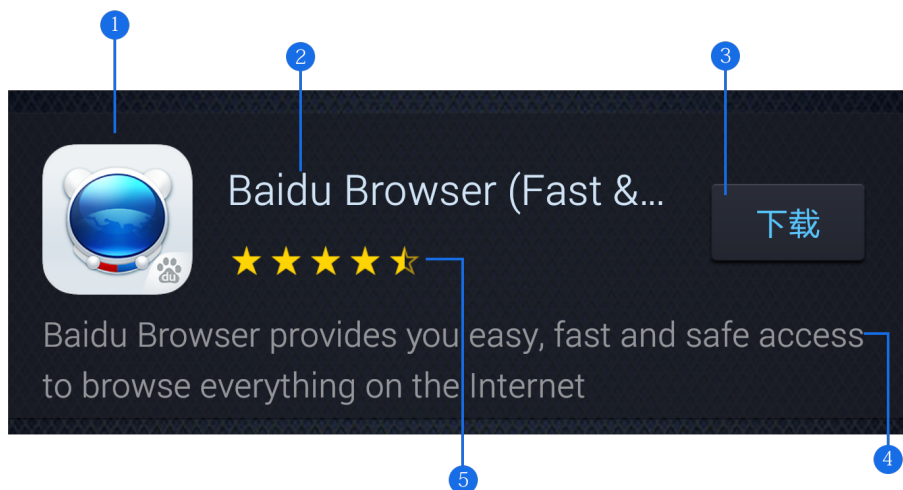 1
2
3
Baidu Browser (Fast &...
下载
du
Baidu Browser provides you easy, fast and safe access
to browse everything on the Internet
4
5